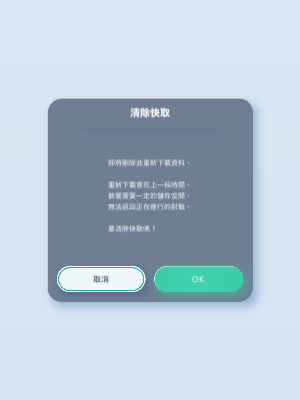 清除快取
即將刪除並重新下載資料。
重新下載會花上一段時間。
裝置需要一定的儲存空間。
無法返回正在進行的對戰。
要清除快取嗎？
取消
OK